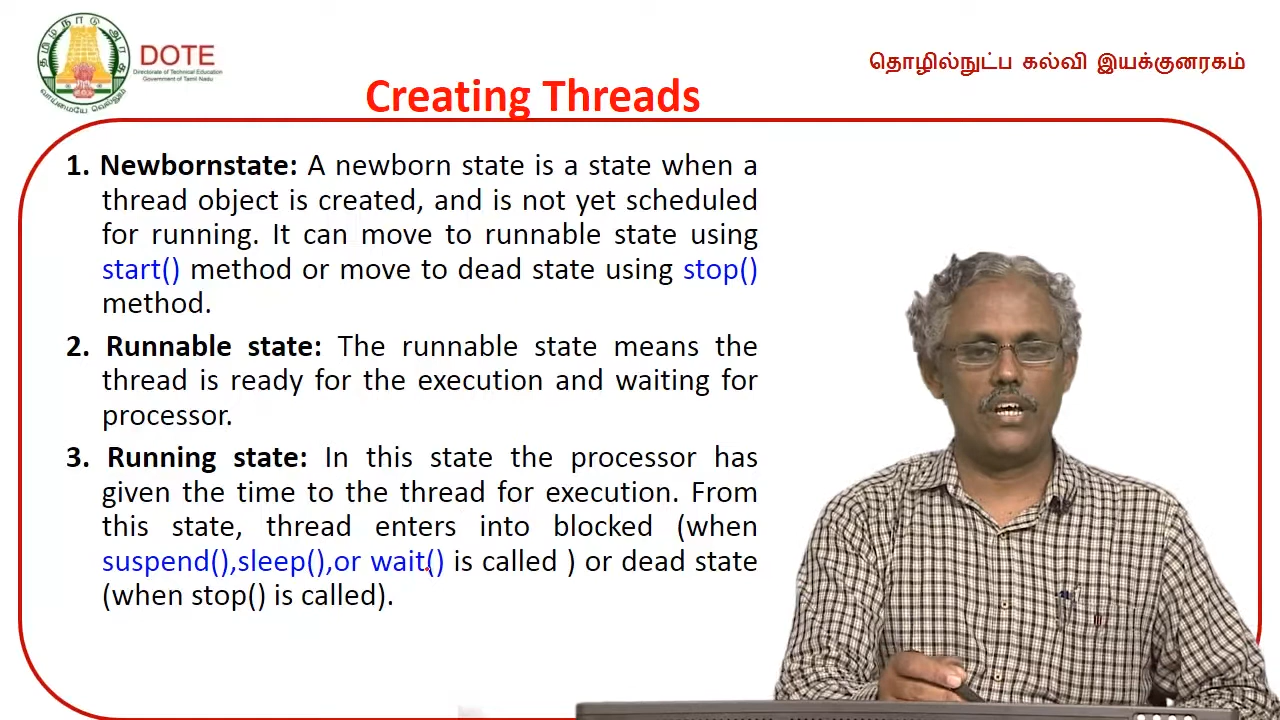 DOTE
Directorate of Technical Education
Government of Tamil Nadu
தொழில்நுட்ப கல்வி இயக்குனரகம்
Creating Threads
1. Newbornstate: A newborn state is a state when a
thread object is created, and is not yet scheduled
for running. It can move to runnable state using
start() method or move to dead state using stop()
method.
2. Runnable state: The runnable state means the
thread is ready for the execution and waiting for
processor.
3. Running state: In this state the processor has
given the time to the thread for execution. From
this state, thread enters into blocked (when
suspend(),sleep(),or wait() is called ) or dead state
(when stop() is called).